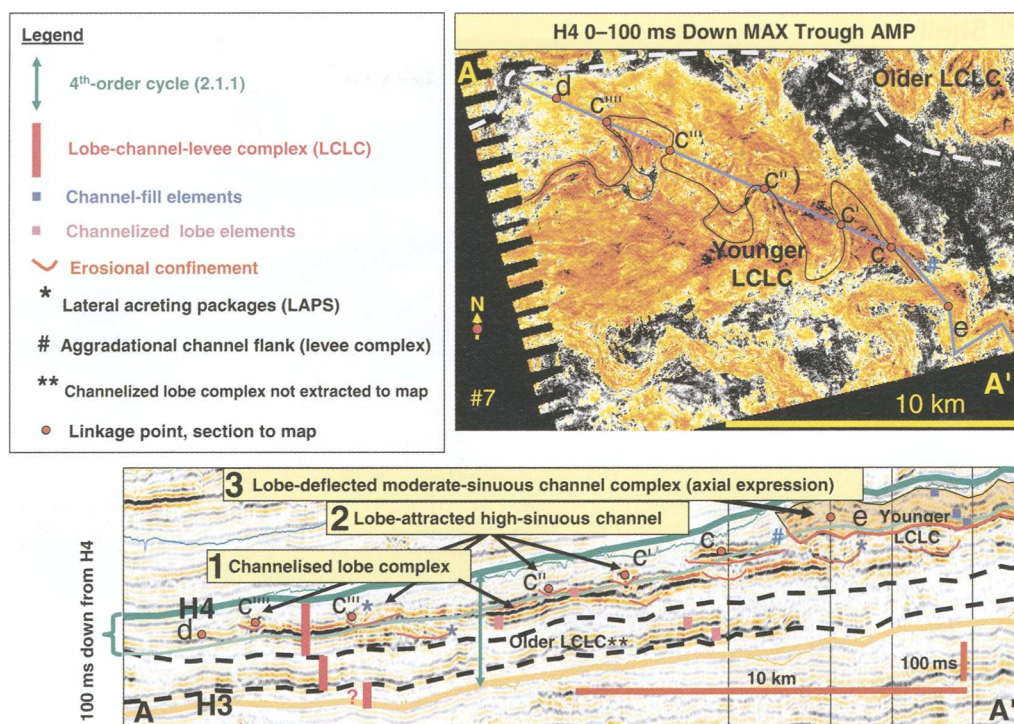 Legend
4th-order cycle (2.1.1)
Lobe-channel-levee complex (LCLC)
Channel-fill elements
Channelized lobe elements
Erosional confinement
* Lateral acreting packages (LAPS)
# Aggradational channel flank (levee complex)
** Channelized lobe complex not extracted to map
Linkage point, section to map
H4 0–100 ms Down MAX Trough AMP
A
d
Older LCLC
c''''
c'''
c''
c'
Younger
LCLC
c
#
e
N
#7
A'
10 km
3 Lobe-deflected moderate-sinuous channel complex (axial expression)
2 Lobe-attracted high-sinuous channel
1 Channelised lobe complex
e
Younger
LCLC
#
*
c
c'
c''
H4
c''''
c'''
*
d
*
Older LCLC**
100 ms down from H4
100 ms
10 km
?
A
H3
A'